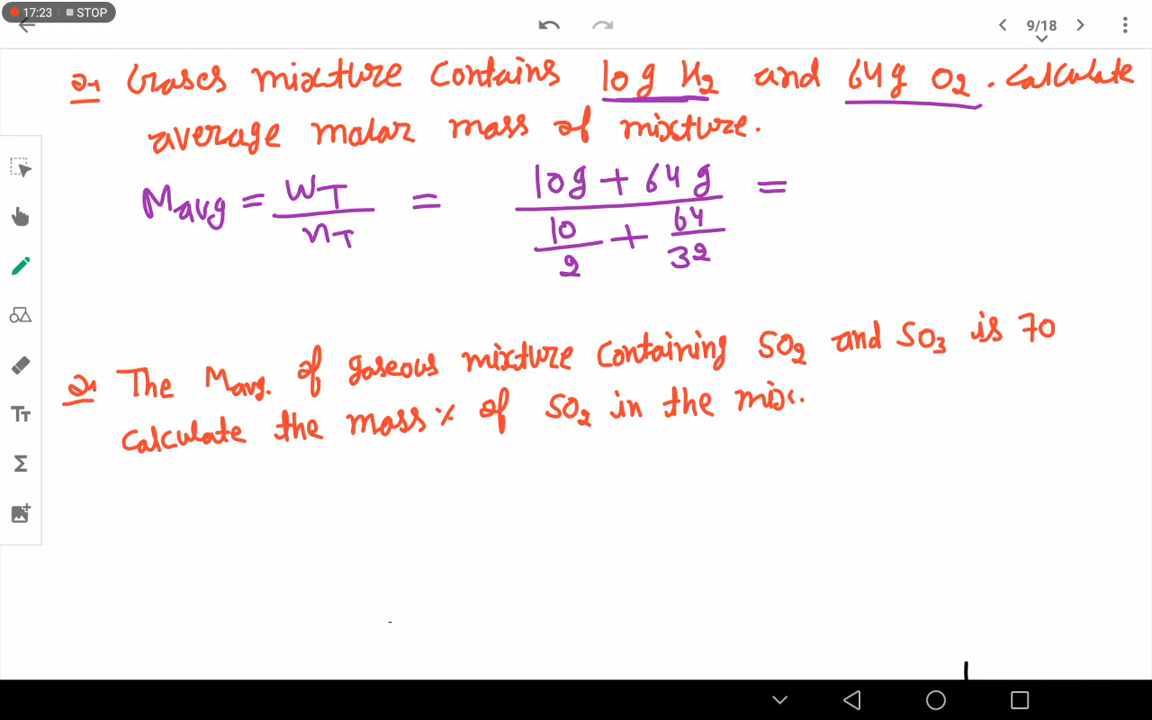 17:23 STOP
9/18
Q. Gases mixture contains 10g H2 and 64g O2. Calculate
average molar mass of mixture.
Mavg = WT/nT = (10g + 64g)/(10/2 + 64/32) =
Q. The Mavg. of gaseous mixture containing SO2 and SO3 is 70
Calculate the mass % of SO2 in the mix.
Tт
Σ